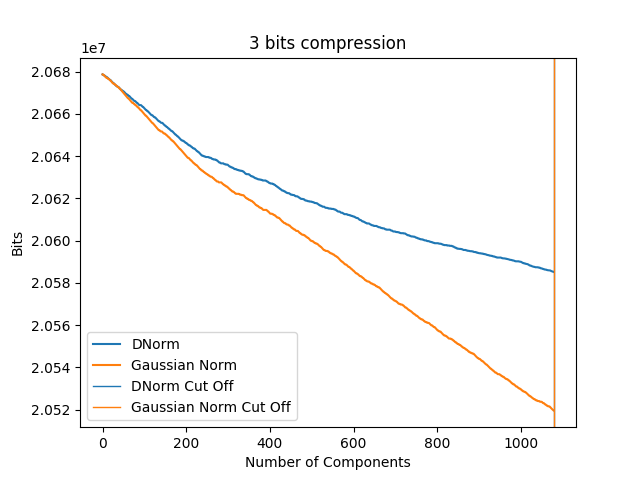 3 bits compression
1e7
2.068
2.066
2.064
2.062
2.060
2.058
2.056
2.054
2.052
Bits
DNorm
Gaussian Norm
DNorm Cut Off
Gaussian Norm Cut Off
0 200 400 600 800 1000
Number of Components